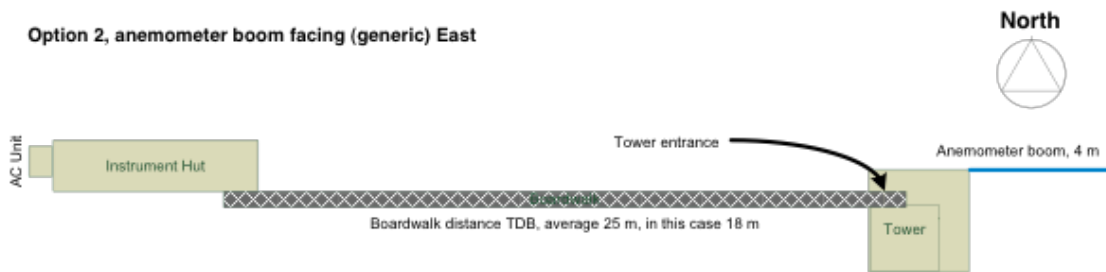 North
Option 2, anemometer boom facing (generic) East
AC Unit
Instrument Hut
Tower entrance
Anemometer boom, 4 m
Boardwalk
Boardwalk distance TDB, average 25 m, in this case 18 m
Tower